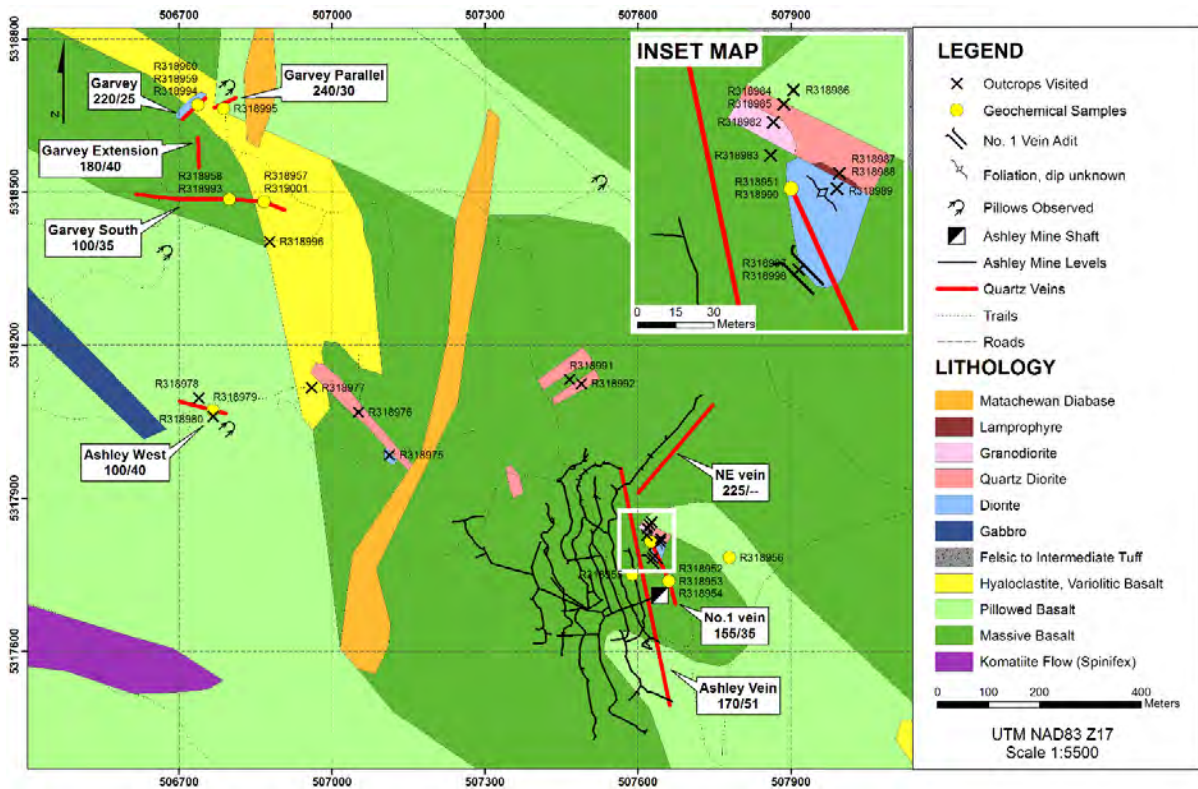 506700 507000 507300 507600 507900
5318800
5318500
5318200
5317900
5317600
N
R318960
R318959
R318994
Garvey
220/25
Garvey Parallel
240/30
R318995
Garvey Extension
180/40
R318958
R318993
R318957
R319001
Garvey South
100/35
R318996
R318977
R318976
R318975
R318978
R318979
R318980
Ashley West
100/40
R318991
R318992
NE vein
225/--
R318956
R318952
R318953
R318954
No.1 vein
155/35
Ashley Vein
170/51
INSET MAP
R318984
R318985
R318986
R318982
R318983
R318987
R318988
R318989
R318951
R318990
R318998
0 15 30
Meters
506700 507000 507300 507600 507900
LEGEND
Outcrops Visited
Geochemical Samples
No. 1 Vein Adit
Foliation, dip unknown
Pillows Observed
Ashley Mine Shaft
Ashley Mine Levels
Quartz Veins
Trails
Roads
LITHOLOGY
Matachewan Diabase
Lamprophyre
Granodiorite
Quartz Diorite
Diorite
Gabbro
Felsic to Intermediate Tuff
Hyaloclastite, Variolitic Basalt
Pillowed Basalt
Massive Basalt
Komatiite Flow (Spinifex)
0 100 200 400
Meters
UTM NAD83 Z17
Scale 1:5500